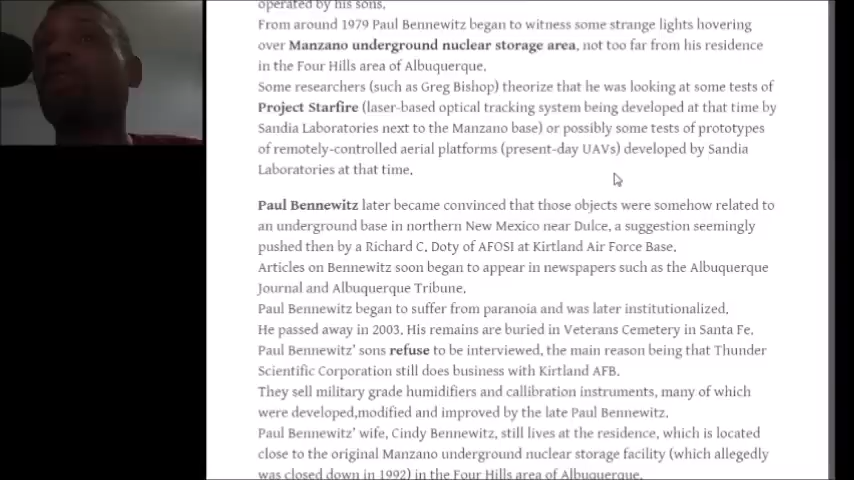 operated by his sons.
From around 1979 Paul Bennewitz began to witness some strange lights hovering
over Manzano underground nuclear storage area, not too far from his residence
in the Four Hills area of Albuquerque.
Some researchers (such as Greg Bishop) theorize that he was looking at some tests of
Project Starfire (laser-based optical tracking system being developed at that time by
Sandia Laboratories next to the Manzano base) or possibly some tests of prototypes
of remotely-controlled aerial platforms (present-day UAVs) developed by Sandia
Laboratories at that time.
Paul Bennewitz later became convinced that those objects were somehow related to
an underground base in northern New Mexico near Dulce, a suggestion seemingly
pushed then by a Richard C. Doty of AFOSI at Kirtland Air Force Base.
Articles on Bennewitz soon began to appear in newspapers such as the Albuquerque
Journal and Albuquerque Tribune.
Paul Bennewitz began to suffer from paranoia and was later institutionalized.
He passed away in 2003. His remains are buried in Veterans Cemetery in Santa Fe.
Paul Bennewitz’ sons refuse to be interviewed, the main reason being that Thunder
Scientific Corporation still does business with Kirtland AFB.
They sell military grade humidifiers and callibration instruments, many of which
were developed,modified and improved by the late Paul Bennewitz.
Paul Bennewitz’ wife, Cindy Bennewitz, still lives at the residence, which is located
close to the original Manzano underground nuclear storage facility (which allegedly
was closed down in 1992) in the Four Hills area of Albuquerque.